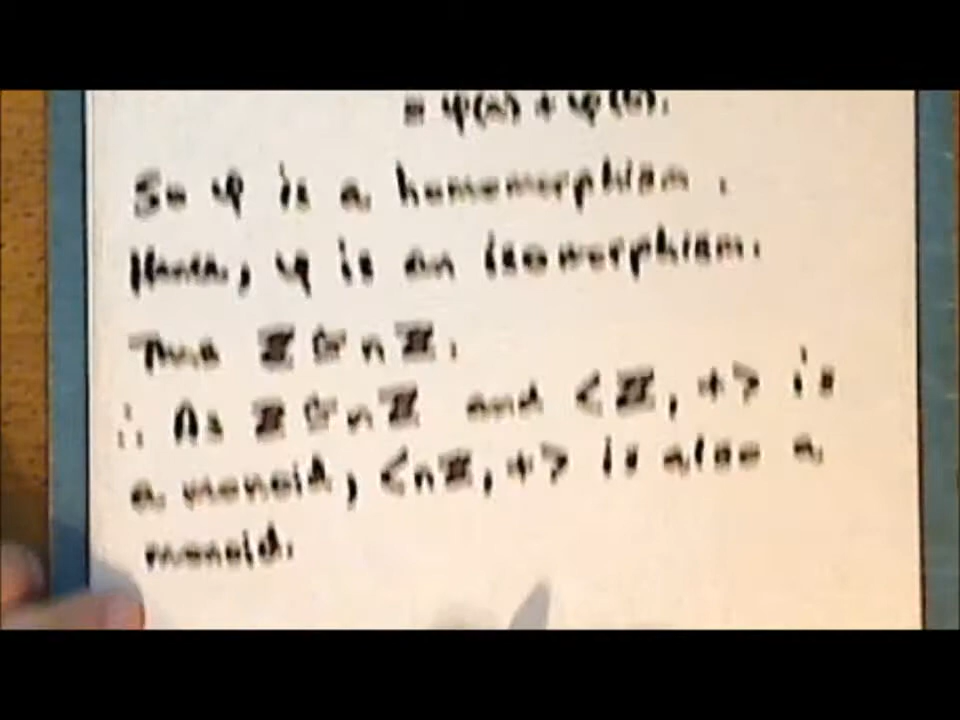 = φ(a) + φ(b).
So φ is a homomorphism.
Hence, φ is an isomorphism.
Thus ℤ ≅ nℤ.
∴ As ℤ ≅ nℤ and <ℤ, +> is
a monoid, <nℤ, +> is also a
monoid.